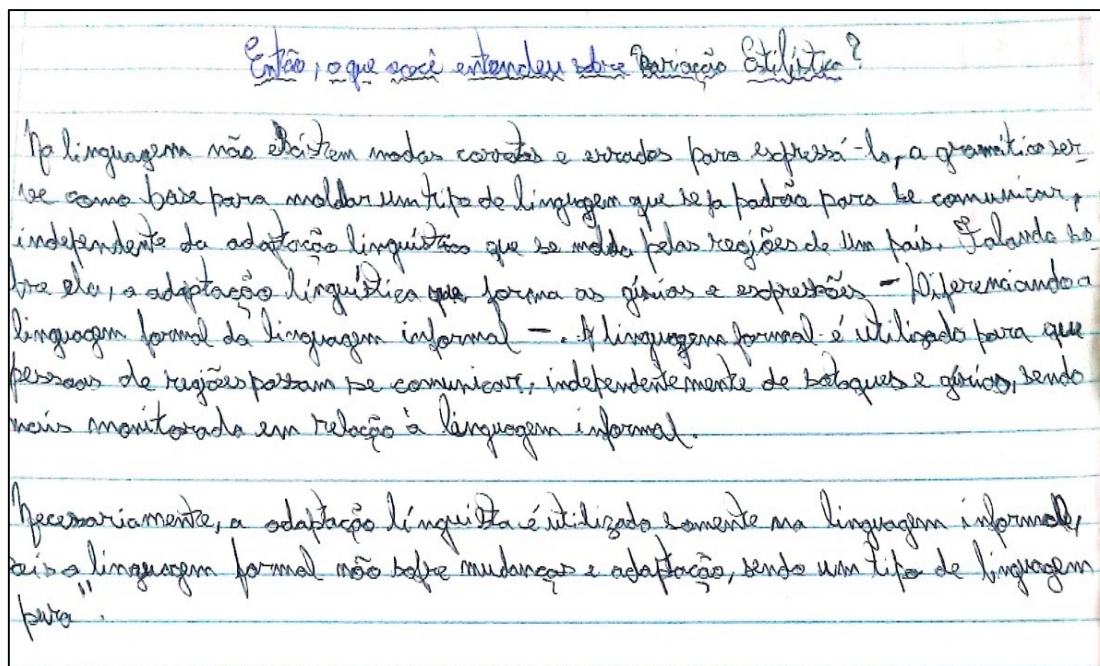 Então, o que você entendeu sobre Variação Estilística?
Na linguagem não existem modos corretos e errados para expressá-la, a gramática ser-
ve como base para moldar um tipo de linguagem que seja padrão para se comunicar,
independente da adaptação linguística que se molda pelas regiões de um país. Falando so-
bre ela, a adaptação linguística que forma as gírias e expressões - Diferenciando a
linguagem formal da linguagem informal -. A linguagem formal é utilizada para que
pessoas de regiões possam se comunicar, independentemente de sotaques e gírias, sendo
mais monitorada em relação à linguagem informal.
Necessariamente, a adaptação línguista é utilizada somente na linguagem informal,
a linguagem formal não sofre mudanças e adaptação, sendo um tipo de linguagem
pura".